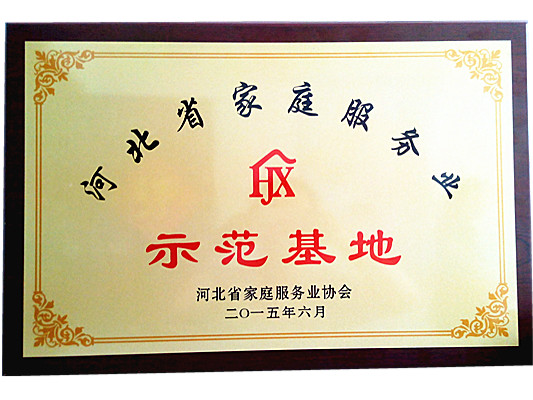 河北省家庭服务业
HJX
示范基地
河北省家庭服务业协会
二〇一五年六月